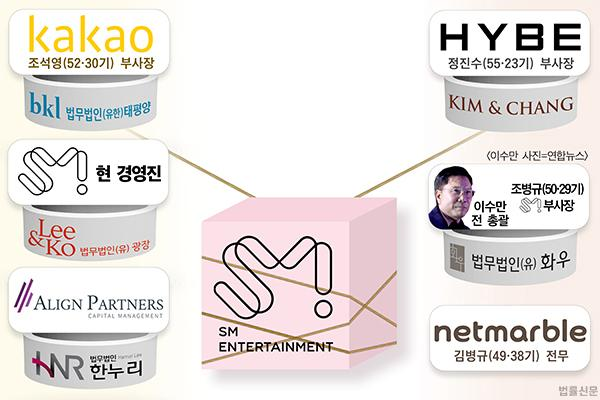 kakao
조석영(52·30기) 부사장
bkl 법무법인(유한)태평양
SM! 현 경영진
Lee
&Ko 법무법인(유) 광장
ALIGN PARTNERS
CAPITAL MANAGEMENT
HNR 법무법인 Hannuri Law
한누리
HYBE
정진수(55·23기) 부사장
KIM & CHANG
〈이수만 사진=연합뉴스〉
조병규(50·29기)
SM! 부사장
이수만
전 총괄
법무법인(유) 화우
netmarble
김병규(49·38기) 전무
SM!
SM
ENTERTAINMENT
법률신문